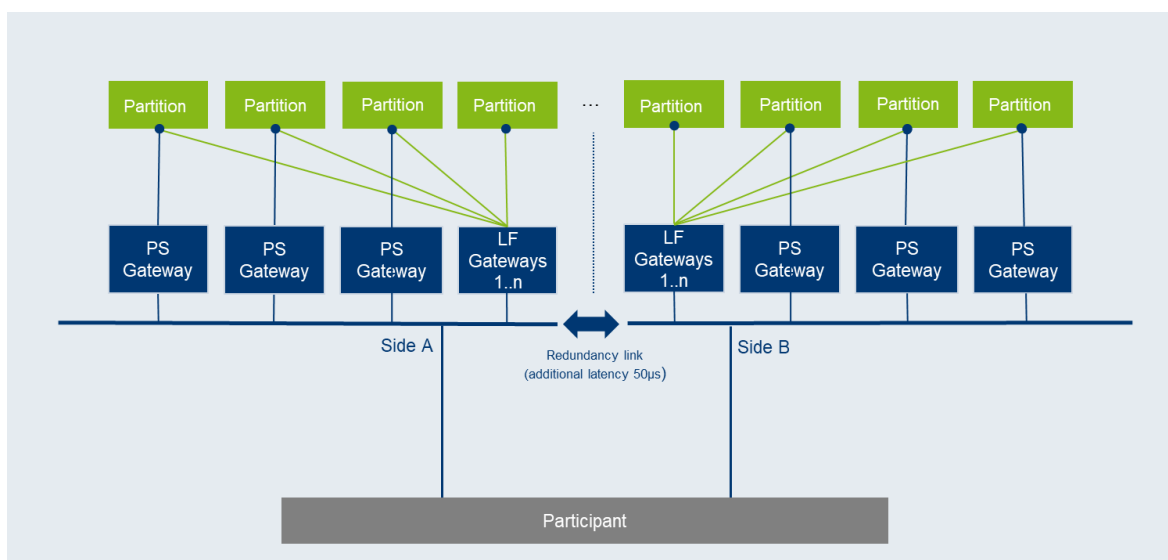 Partition
Partition
Partition
Partition
...
Partition
Partition
Partition
Partition
PS
Gateway
PS
Gateway
PS
Gateway
LF
Gateways
1..n
LF
Gateways
1..n
PS
Gateway
PS
Gateway
PS
Gateway
Side A
Redundancy link
(additional latency 50µs)
Side B
Participant